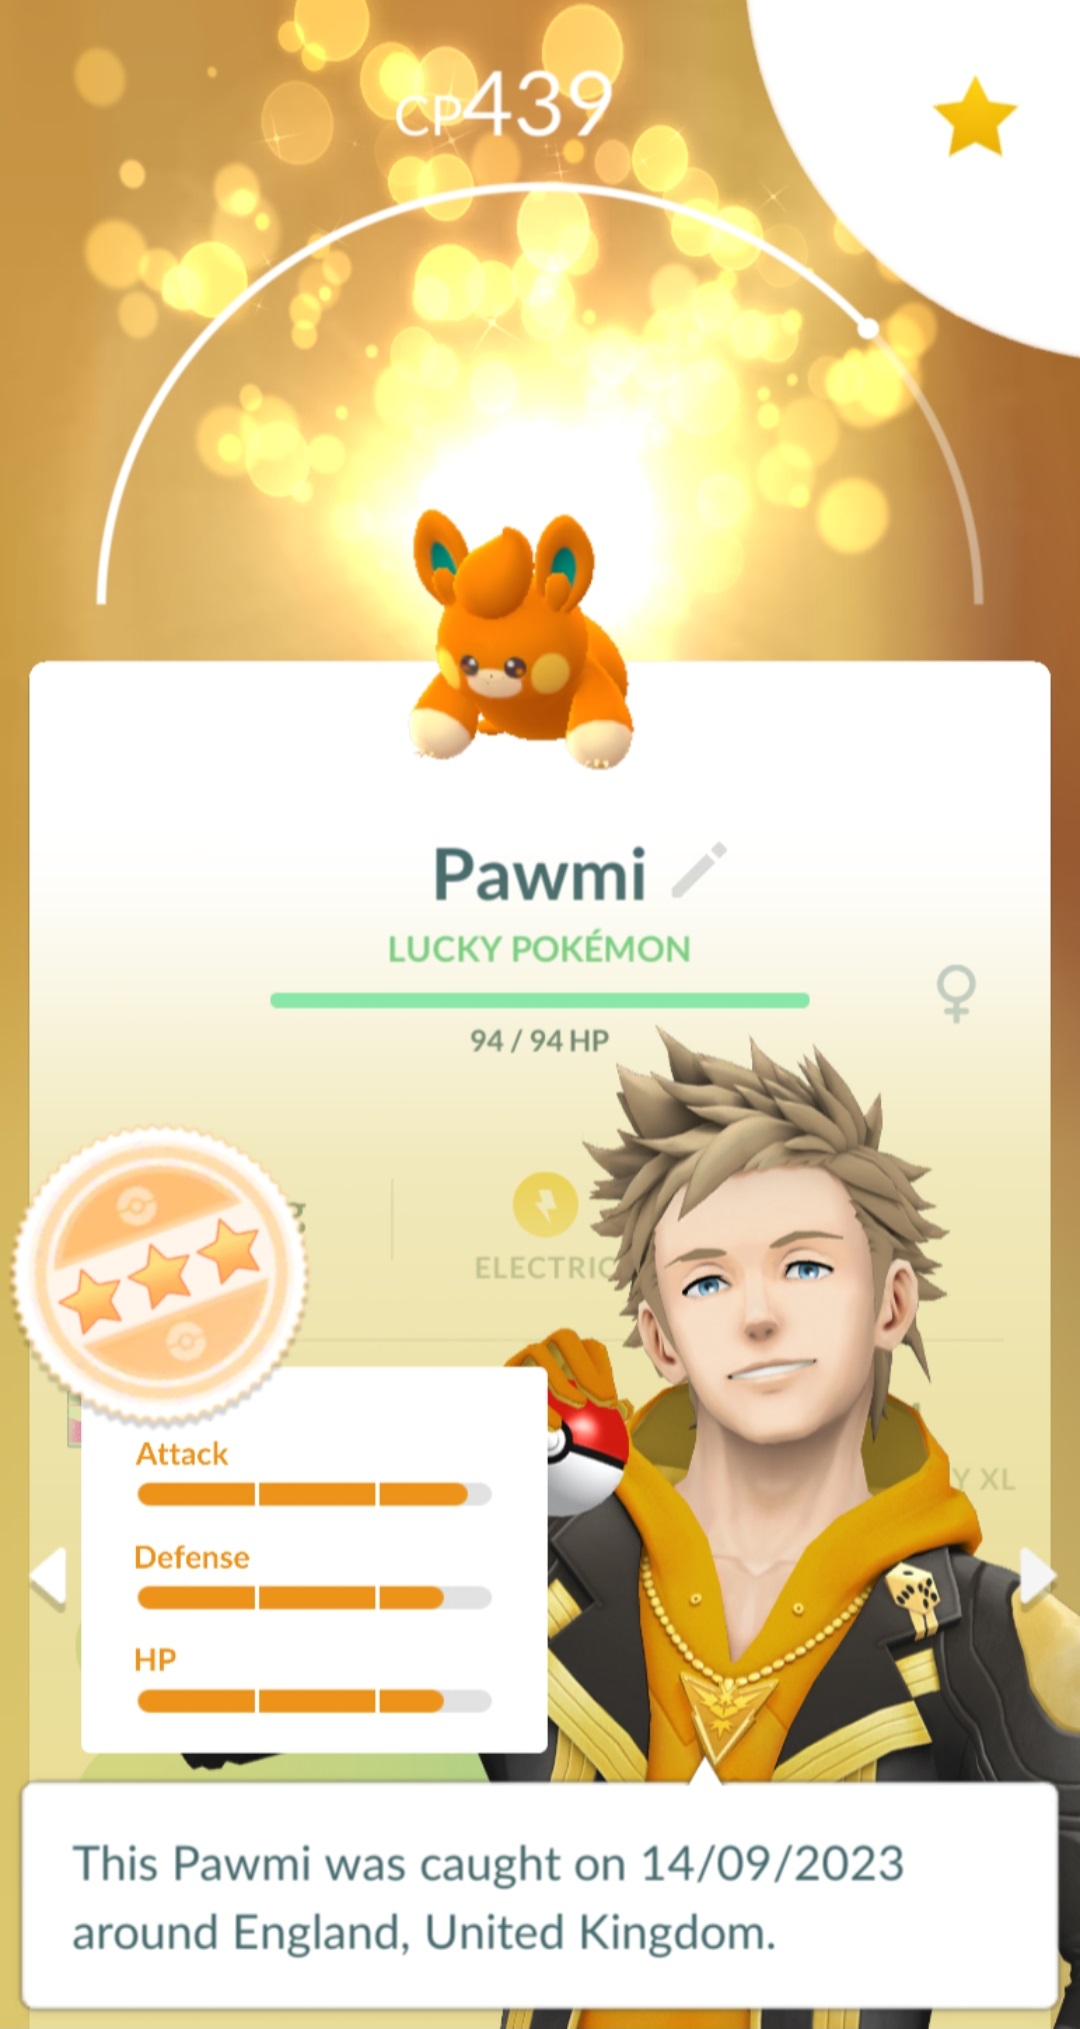 CP439
Pawmi
LUCKY POKÉMON
94 / 94 HP
ELECTRIC
Y XL
Attack
Defense
HP
This Pawmi was caught on 14/09/2023
around England, United Kingdom.